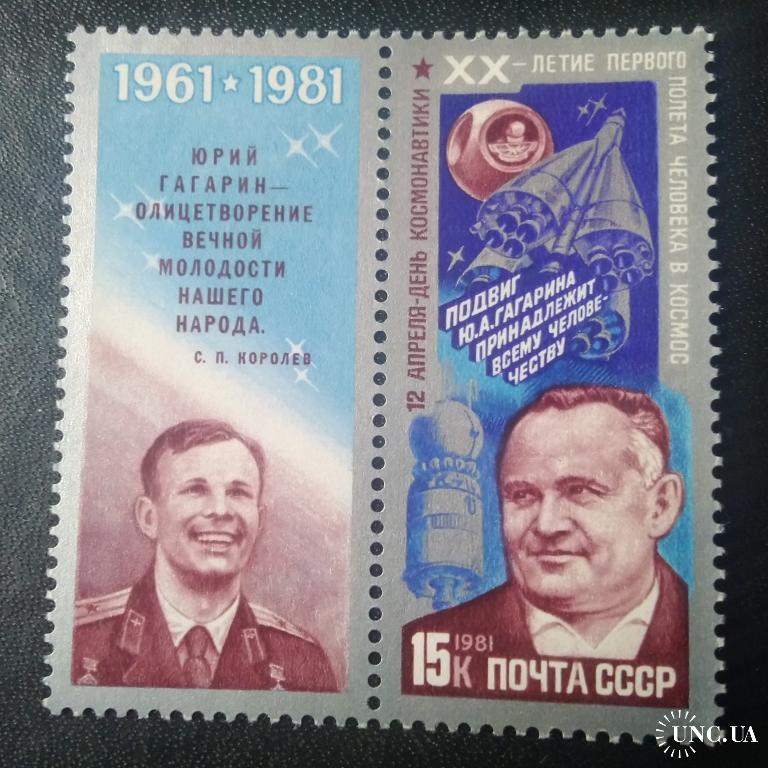 1961 ★ 1981
ЮРИЙ
ГАГАРИН—
ОЛИЦЕТВОРЕНИЕ
ВЕЧНОЙ
МОЛОДОСТИ
НАШЕГО
НАРОДА.
С. П. КОРОЛЕВ
12 АПРЕЛЯ-ДЕНЬ КОСМОНАВТИКИ ★
XX-ЛЕТИЕ ПЕРВОГО
ПОЛЕТА ЧЕЛОВЕКА В КОСМОС
ПОДВИГ
Ю.А.ГАГАРИНА
ПРИНАДЛЕЖИТ
ВСЕМУ ЧЕЛОВЕ-
ЧЕСТВУ
15К 1981 ПОЧТА СССР
UNC.UA